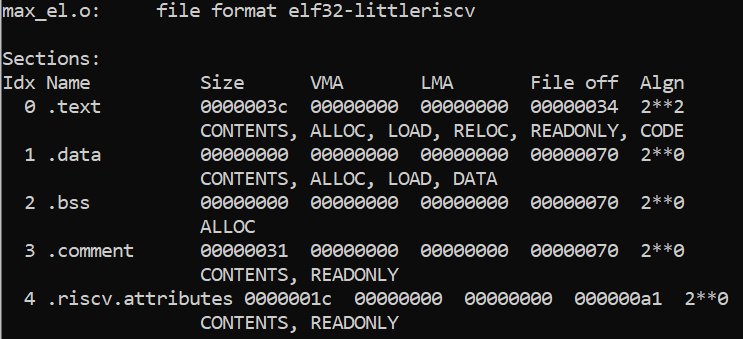 max_el.o:     file format elf32-littleriscv

Sections:
Idx Name          Size      VMA       LMA       File off  Algn
  0 .text         0000003c  00000000  00000000  00000034  2**2
                  CONTENTS, ALLOC, LOAD, RELOC, READONLY, CODE
  1 .data         00000000  00000000  00000000  00000070  2**0
                  CONTENTS, ALLOC, LOAD, DATA
  2 .bss          00000000  00000000  00000000  00000070  2**0
                  ALLOC
  3 .comment      00000031  00000000  00000000  00000070  2**0
                  CONTENTS, READONLY
  4 .riscv.attributes 0000001c  00000000  00000000  000000a1  2**0
                  CONTENTS, READONLY